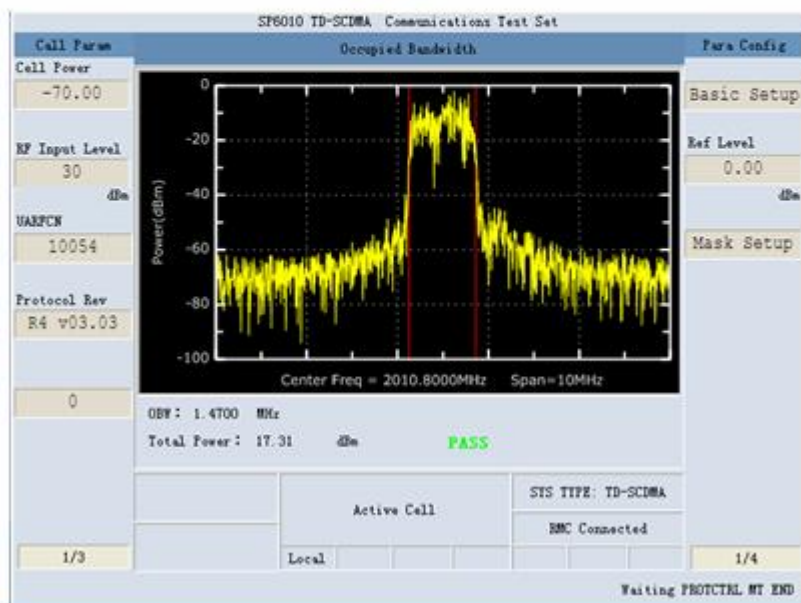 SP6010 TD-SCDMA Communications Test Set
Call Param
Occupied Bandwidth
Para Config
Cell Power
-70.00
RF Input Level
30
dBm
UARFCN
10054
Protocol Rev
R4 v03.03
0
1/3
Power(dBm)
0
-20
-40
-60
-80
-100
Center Freq = 2010.8000MHz Span=10MHz
OBW: 1.4700 MHz
Total Power: 17.31 dBm PASS
Active Cell
Local
SYS TYPE: TD-SCDMA
RMC Connected
Basic Setup
Ref Level
0.00
dBm
Mask Setup
1/4
Waiting PROTCTRL MT END